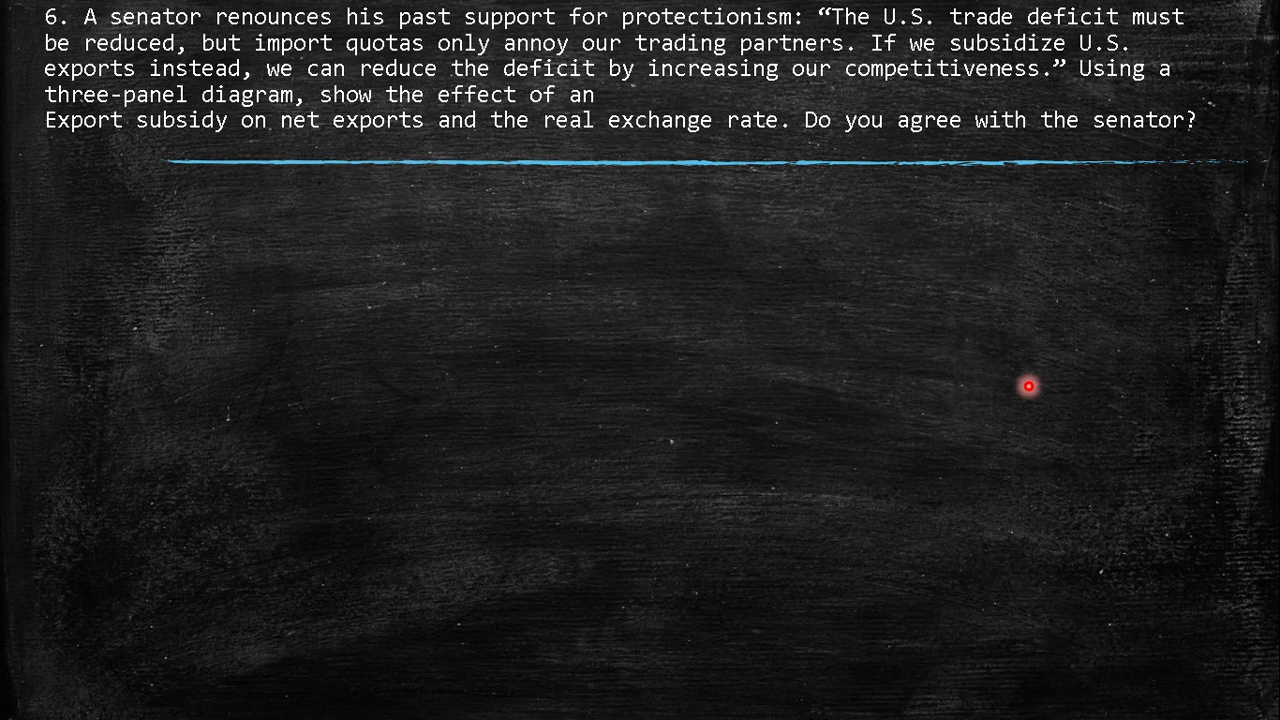 6. A senator renounces his past support for protectionism: “The U.S. trade deficit must
be reduced, but import quotas only annoy our trading partners. If we subsidize U.S.
exports instead, we can reduce the deficit by increasing our competitiveness.” Using a
three-panel diagram, show the effect of an
Export subsidy on net exports and the real exchange rate. Do you agree with the senator?